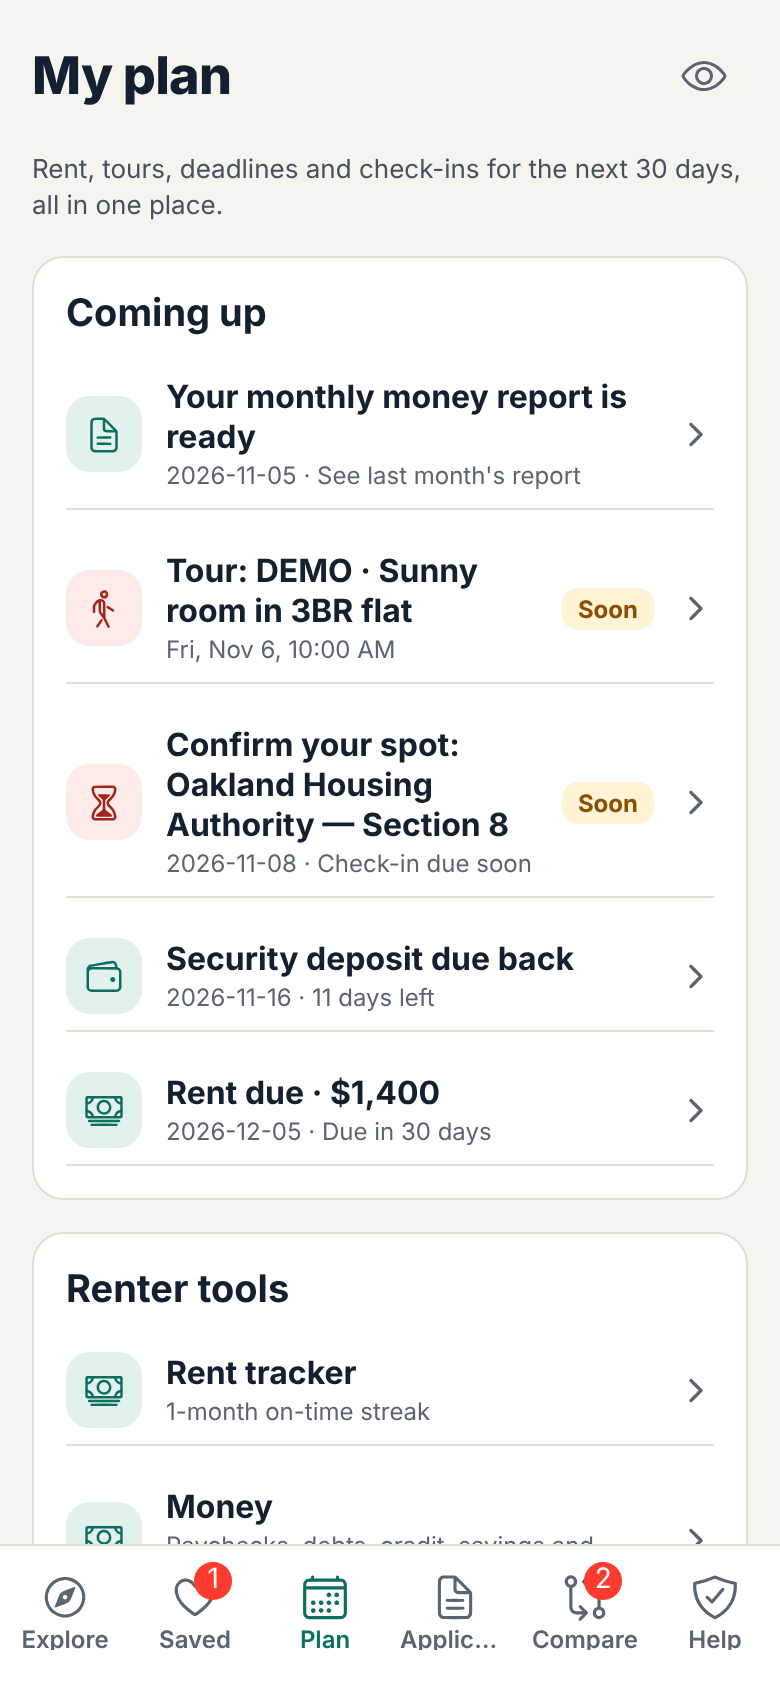 My plan
Rent, tours, deadlines and check-ins for the next 30 days,
all in one place.
Coming up
Your monthly money report is
ready
2026-11-05 · See last month's report
Tour: DEMO · Sunny
room in 3BR flat
Fri, Nov 6, 10:00 AM
Soon
Confirm your spot:
Oakland Housing
Authority — Section 8
2026-11-08 · Check-in due soon
Soon
Security deposit due back
2026-11-16 · 11 days left
Rent due · $1,400
2026-12-05 · Due in 30 days
Renter tools
Rent tracker
1-month on-time streak
Money
Paychecks, debts, credit, savings and
1
2
Explore
Saved
Plan
Applic...
Compare
Help